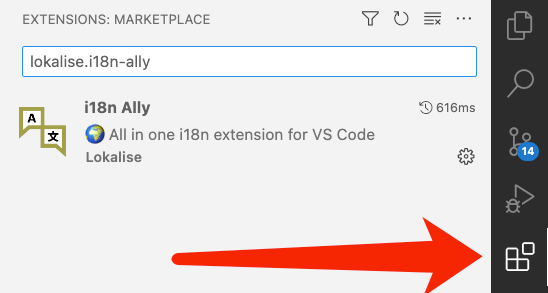 EXTENSIONS: MARKETPLACE
lokalise.i18n-ally
A
文
i18n Ally
616ms
All in one i18n extension for VS Code
Lokalise
14